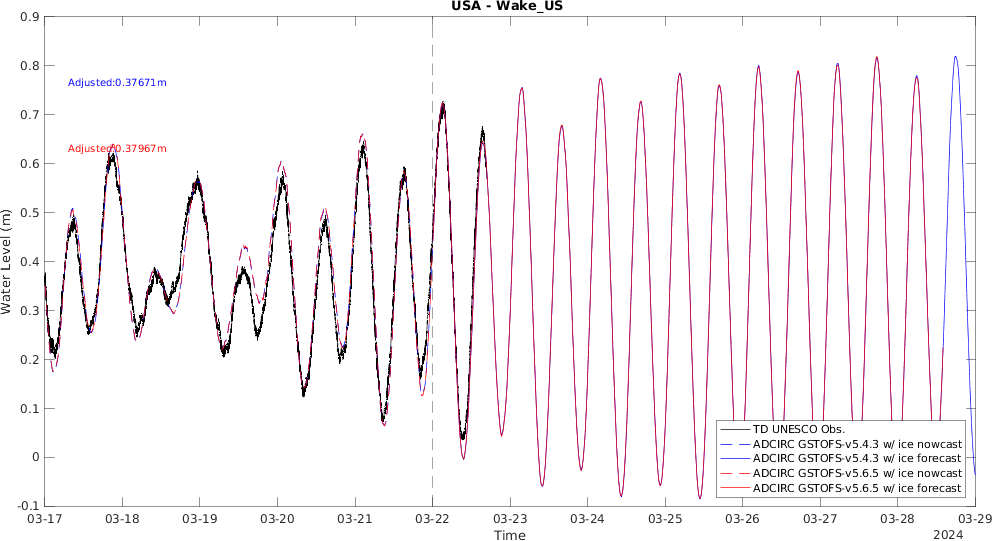 USA - Wake_US
0.9
0.8
0.7
0.6
0.5
0.4
0.3
0.2
0.1
0
-0.1
Water Level (m)
Adjusted:0.37671m
Adjusted:0.37967m
TD UNESCO Obs.
ADCIRC GSTOFS-v5.4.3 w/ ice nowcast
ADCIRC GSTOFS-v5.4.3 w/ ice forecast
ADCIRC GSTOFS-v5.6.5 w/ ice nowcast
ADCIRC GSTOFS-v5.6.5 w/ ice forecast
03-17 03-18 03-19 03-20 03-21 03-22 03-23 03-24 03-25 03-26 03-27 03-28 03-29
Time
2024